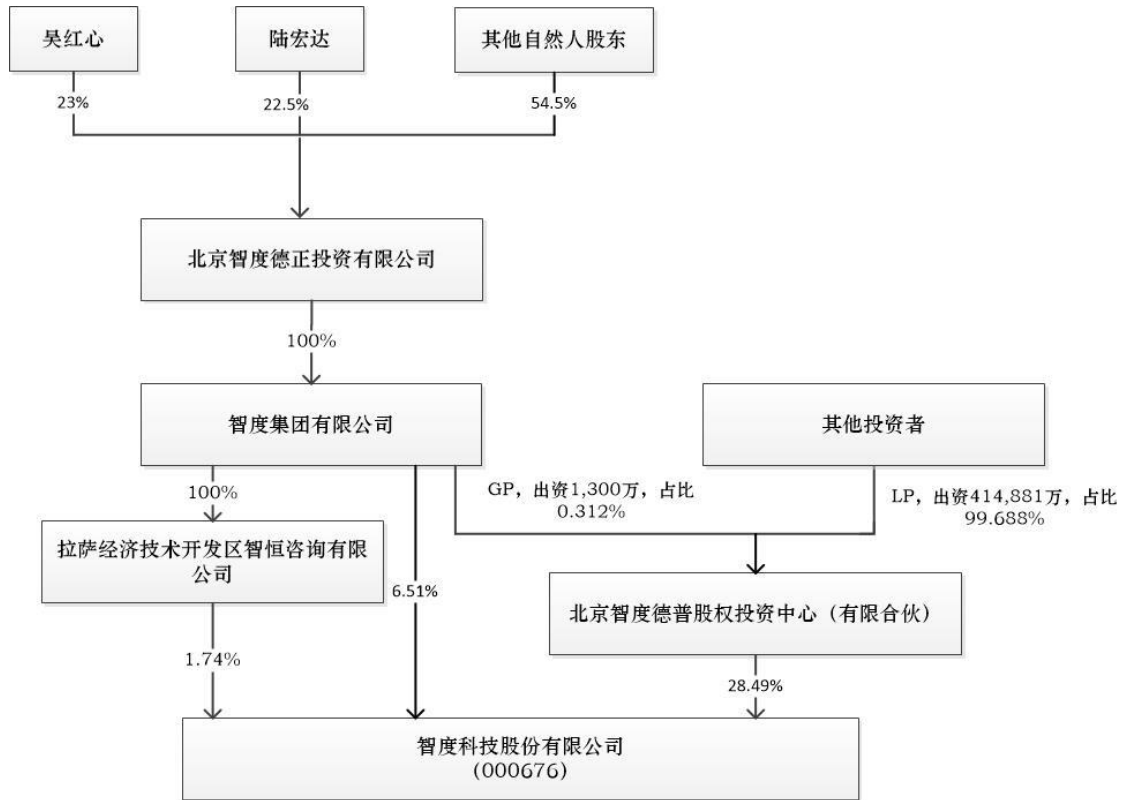 吴红心
陆宏达
其他自然人股东
23%
22.5%
54.5%
北京智度德正投资有限公司
100%
智度集团有限公司
其他投资者
100%
GP，出资1,300万，占比
0.312%
LP，出资414,881万，占比
99.688%
拉萨经济技术开发区智恒咨询有限
公司
6.51%
北京智度德普股权投资中心（有限合伙）
1.74%
28.49%
智度科技股份有限公司
(000676)